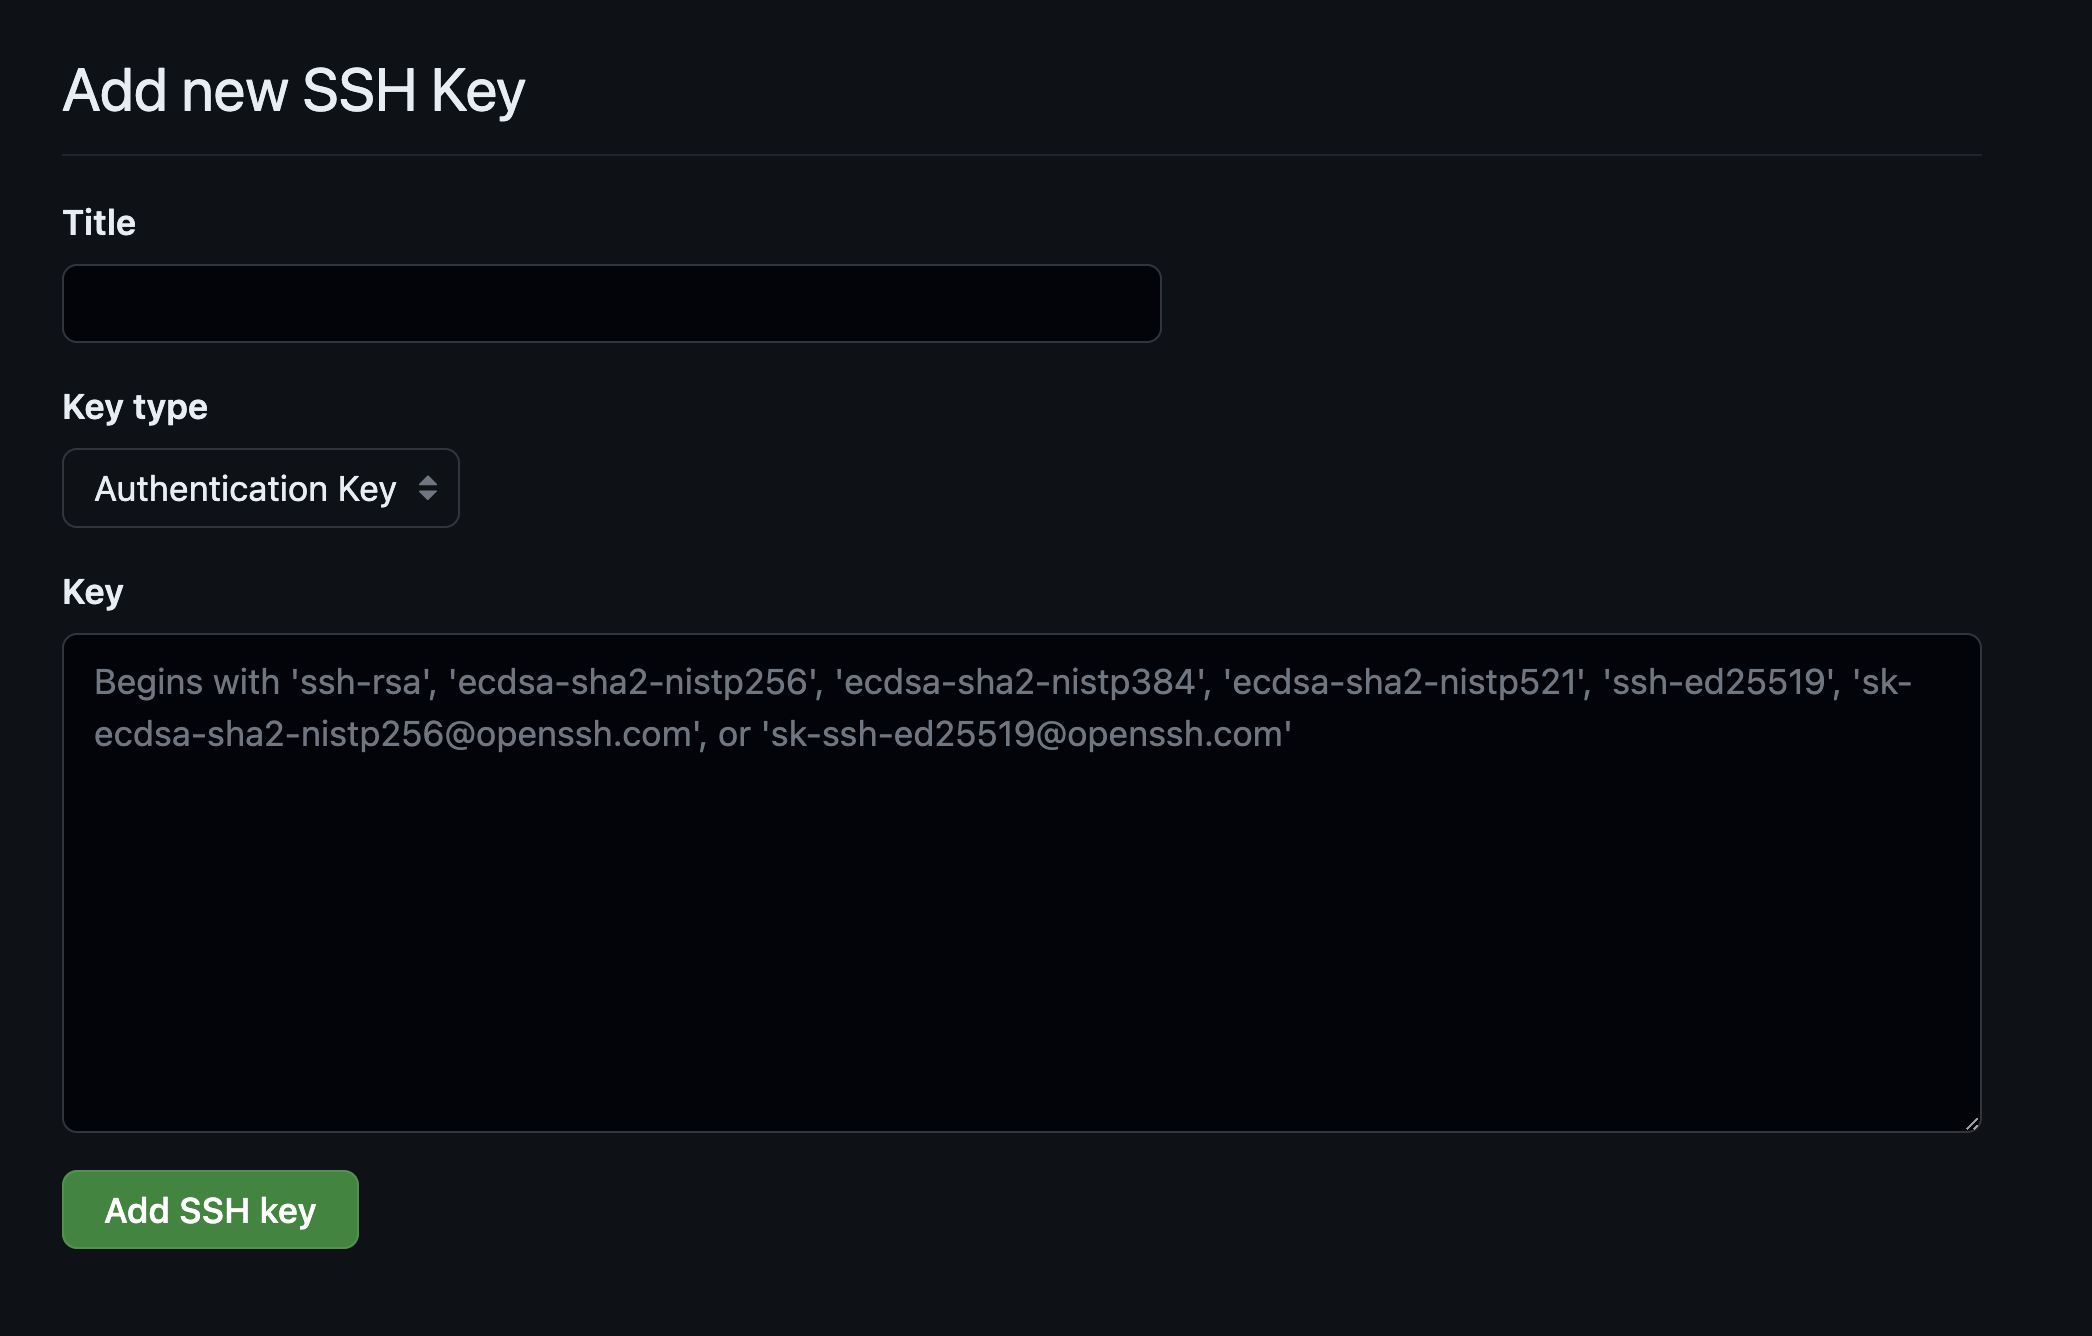 Add new SSH Key
Title
Key type
Authentication Key
Key
Begins with 'ssh-rsa', 'ecdsa-sha2-nistp256', 'ecdsa-sha2-nistp384', 'ecdsa-sha2-nistp521', 'ssh-ed25519', 'sk-
ecdsa-sha2-nistp256@openssh.com', or 'sk-ssh-ed25519@openssh.com'
Add SSH key